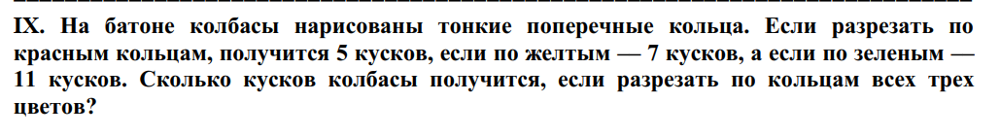 IX. На батоне колбасы нарисованы тонкие поперечные кольца. Если разрезать по
красным кольцам, получится 5 кусков, если по желтым — 7 кусков, а если по зеленым —
11 кусков. Сколько кусков колбасы получится, если разрезать по кольцам всех трех
цветов?